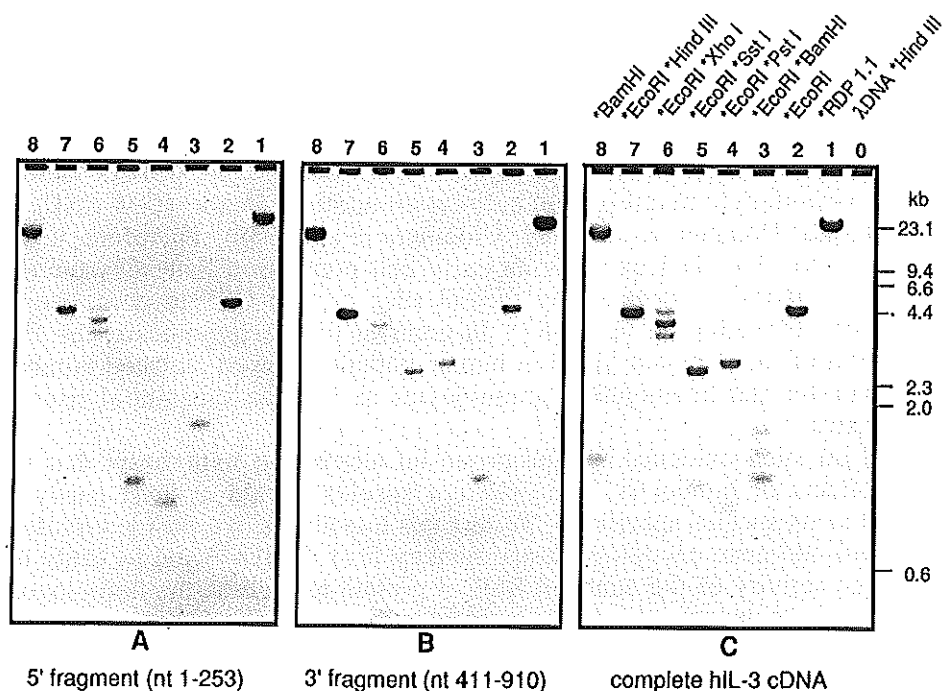 *BamHI
*EcoRI *Hind III
*EcoRI *Xho I
*EcoRI *Sst I
*EcoRI *Pst I
*EcoRI *BamHI
*EcoRI
*RDP 1.1
λDNA *Hind III
8 7 6 5 4 3 2 1
8 7 6 5 4 3 2 1
8 7 6 5 4 3 2 1 0
kb
23.1
9.4
6.6
4.4
2.3
2.0
0.6
A
B
C
5' fragment (nt 1-253)
3' fragment (nt 411-910)
complete hIL-3 cDNA